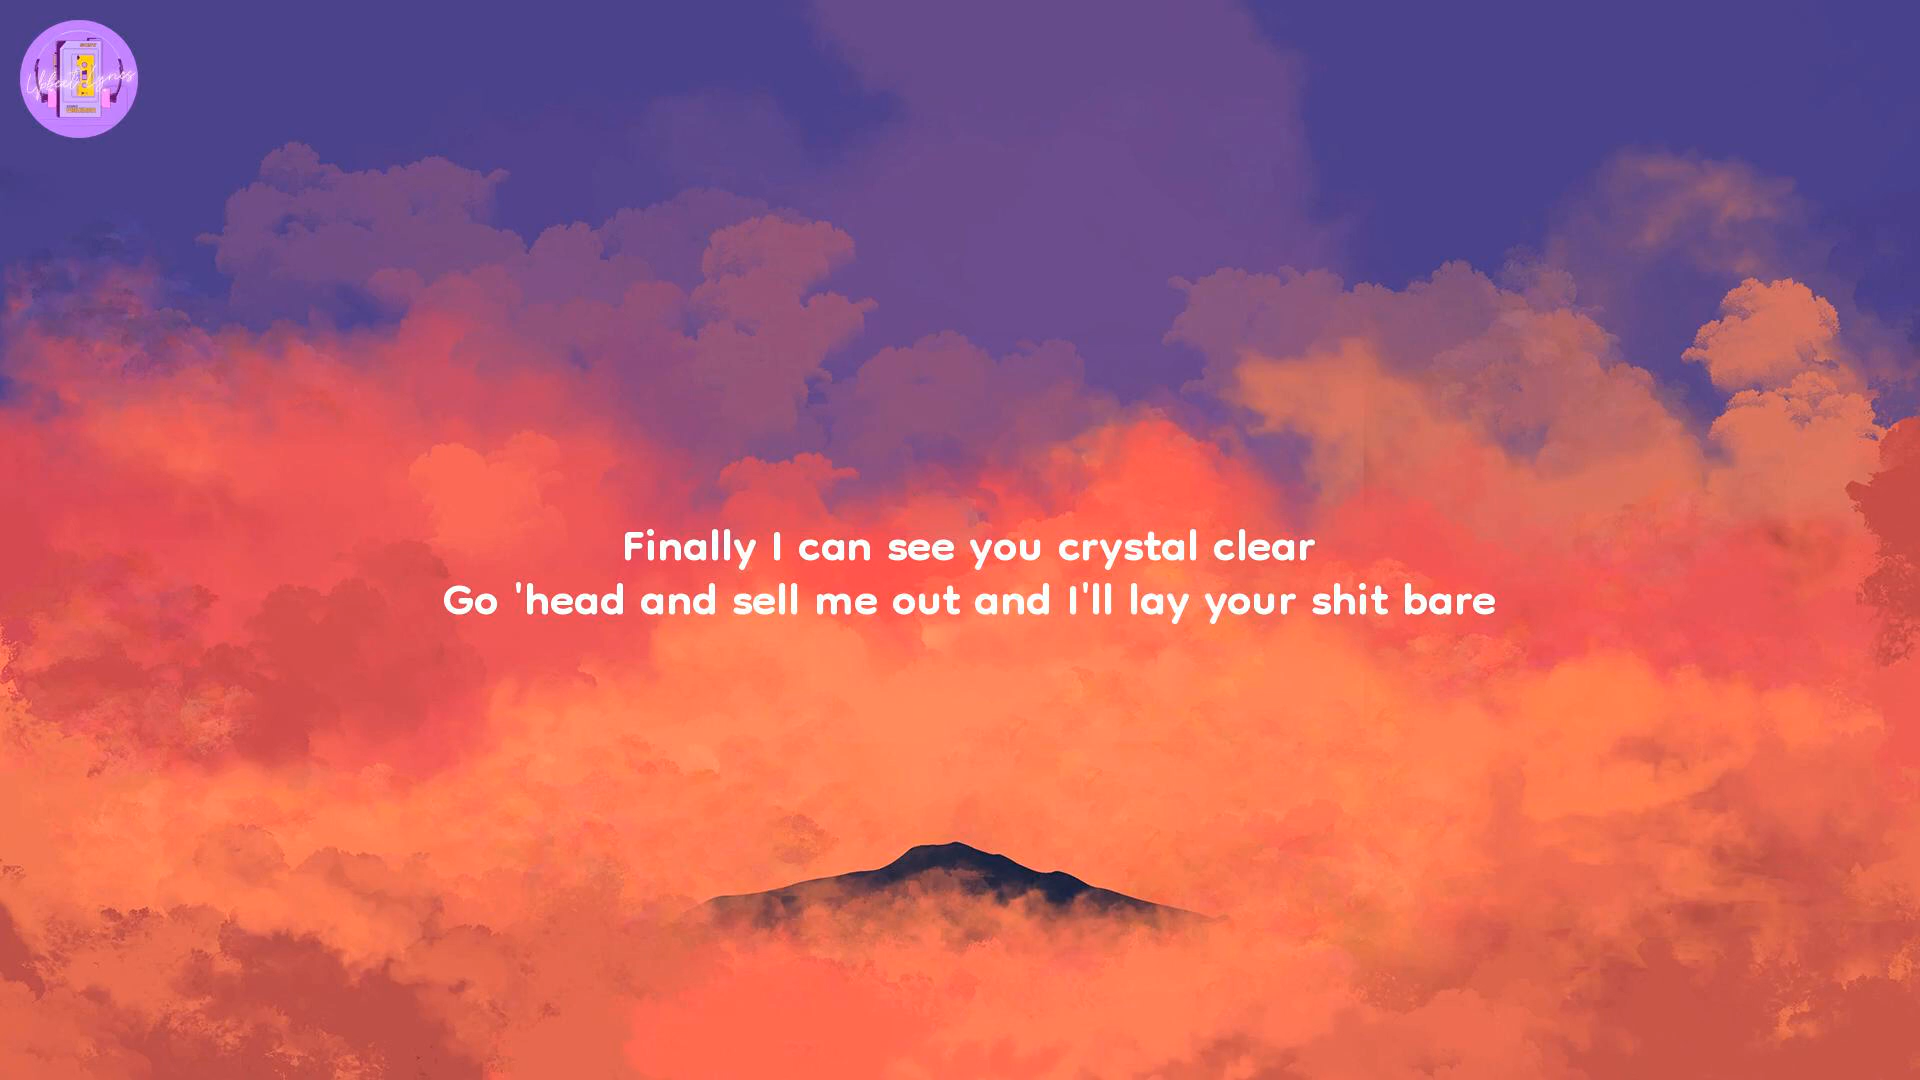 Finally I can see you crystal clear
Go 'head and sell me out and I'll lay your shit bare